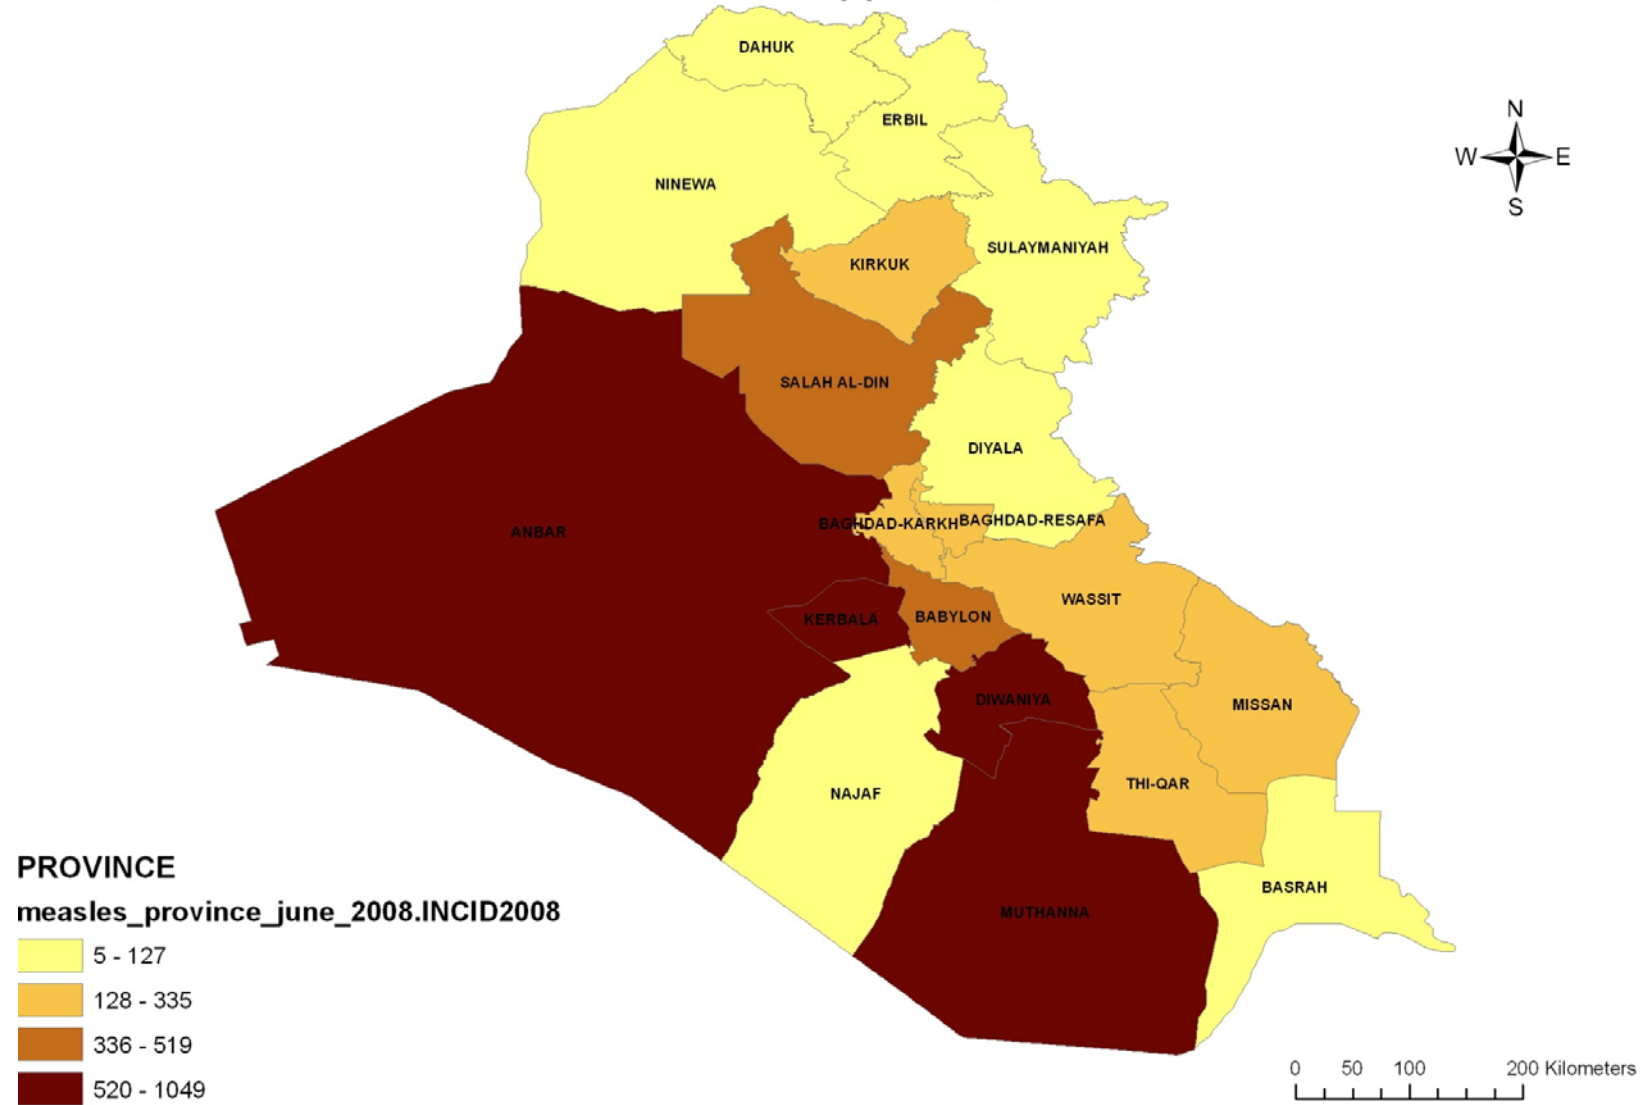 DAHUK
N
ERBIL
W E
NINEWA
S
SULAYMANIYAH
KIRKUK
SALAH AL-DIN
DIYALA
BAGHDAD-KARKH
BAGHDAD-RESAFA
ANBAR
WASSIT
BABYLON
KERBALA
DIWANIYA
MISSAN
THI-QAR
NAJAF
BASRAH
MUTHANNA
PROVINCE
measles_province_june_2008.INCID2008
5 - 127
128 - 335
336 - 519
520 - 1049
0 50 100 200 Kilometers